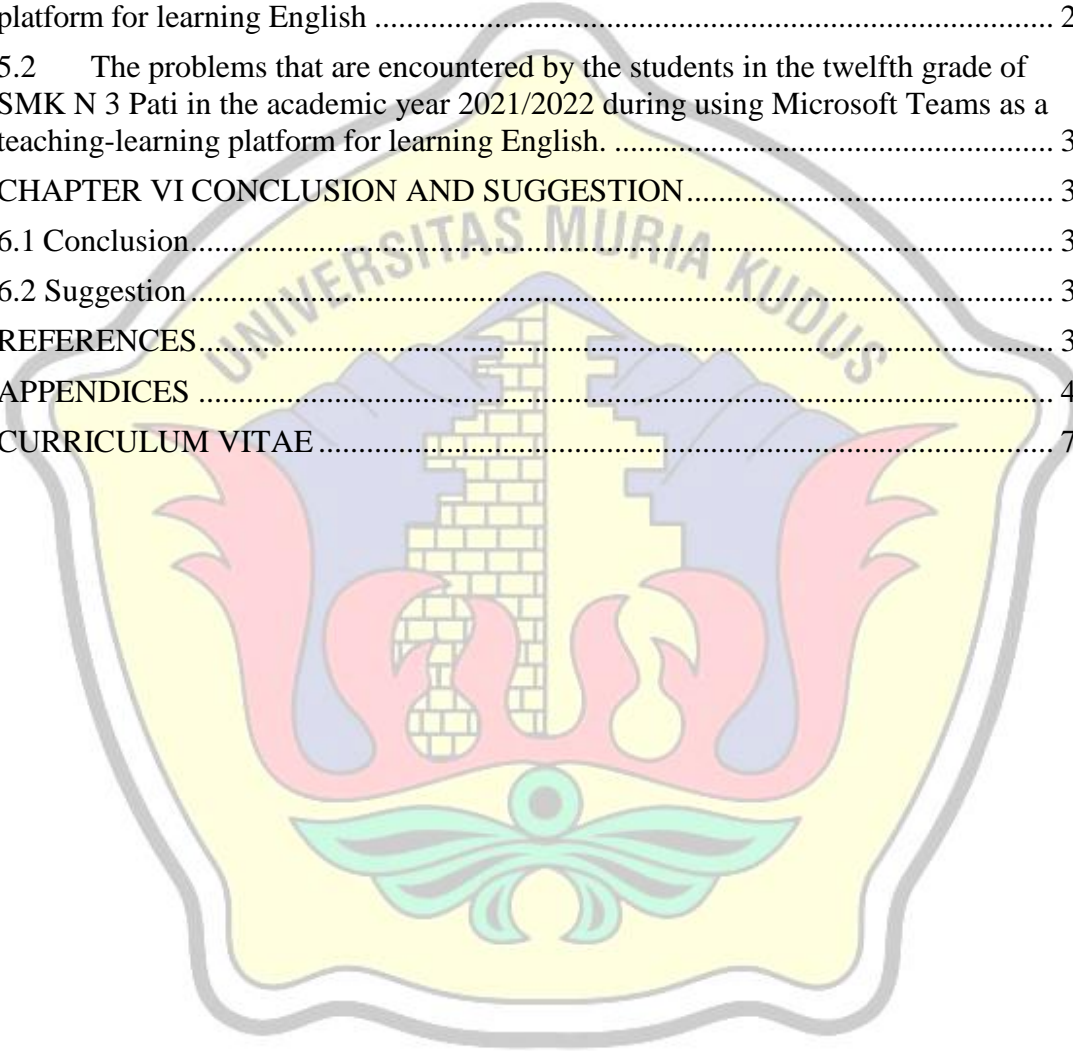 platform for learning English ........................................................................................... 2
5.2 The problems that are encountered by the students in the twelfth grade of
SMK N 3 Pati in the academic year 2021/2022 during using Microsoft Teams as a
teaching-learning platform for learning English. .......................................................... 3
CHAPTER VI CONCLUSION AND SUGGESTION ................................................ 3
6.1 Conclusion ................................................................................................................. 3
6.2 Suggestion ................................................................................................................. 3
REFERENCES ................................................................................................................ 3
APPENDICES ................................................................................................................. 4
CURRICULUM VITAE ................................................................................................. 7
UNIVERSITAS MURIA KUDUS